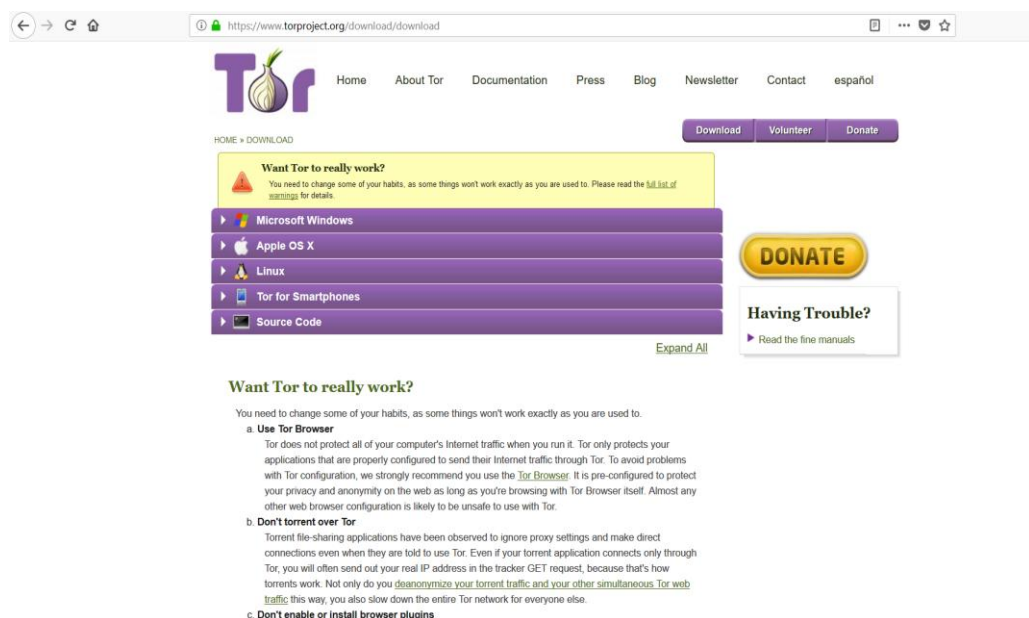 https://www.torproject.org/download/download
Tor
Home About Tor Documentation Press Blog Newsletter Contact español
Download Volunteer Donate
HOME » DOWNLOAD
Want Tor to really work?
You need to change some of your habits, as some things won't work exactly as you are used to. Please read the full list of
warnings for details.
Microsoft Windows
Apple OS X
Linux
Tor for Smartphones
Source Code
Expand All
DONATE
Having Trouble?
Read the fine manuals
Want Tor to really work?
You need to change some of your habits, as some things won't work exactly as you are used to.
a. Use Tor Browser
Tor does not protect all of your computer's Internet traffic when you run it. Tor only protects your
applications that are properly configured to send their Internet traffic through Tor. To avoid problems
with Tor configuration, we strongly recommend you use the Tor Browser. It is pre-configured to protect
your privacy and anonymity on the web as long as you're browsing with Tor Browser itself. Almost any
other web browser configuration is likely to be unsafe to use with Tor.
b. Don't torrent over Tor
Torrent file-sharing applications have been observed to ignore proxy settings and make direct
connections even when they are told to use Tor. Even if your torrent application connects only through
Tor, you will often send out your real IP address in the tracker GET request, because that's how
torrents work. Not only do you deanonymize your torrent traffic and your other simultaneous Tor web
traffic this way, you also slow down the entire Tor network for everyone else.
c. Don't enable or install browser plugins